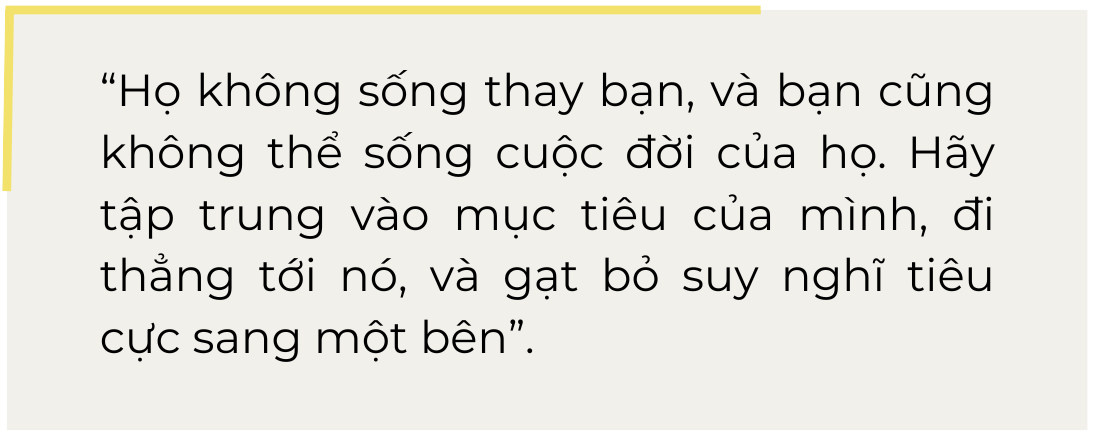 “Họ không sống thay bạn, và bạn cũng
không thể sống cuộc đời của họ. Hãy
tập trung vào mục tiêu của mình, đi
thẳng tới nó, và gạt bỏ suy nghĩ tiêu
cực sang một bên”.